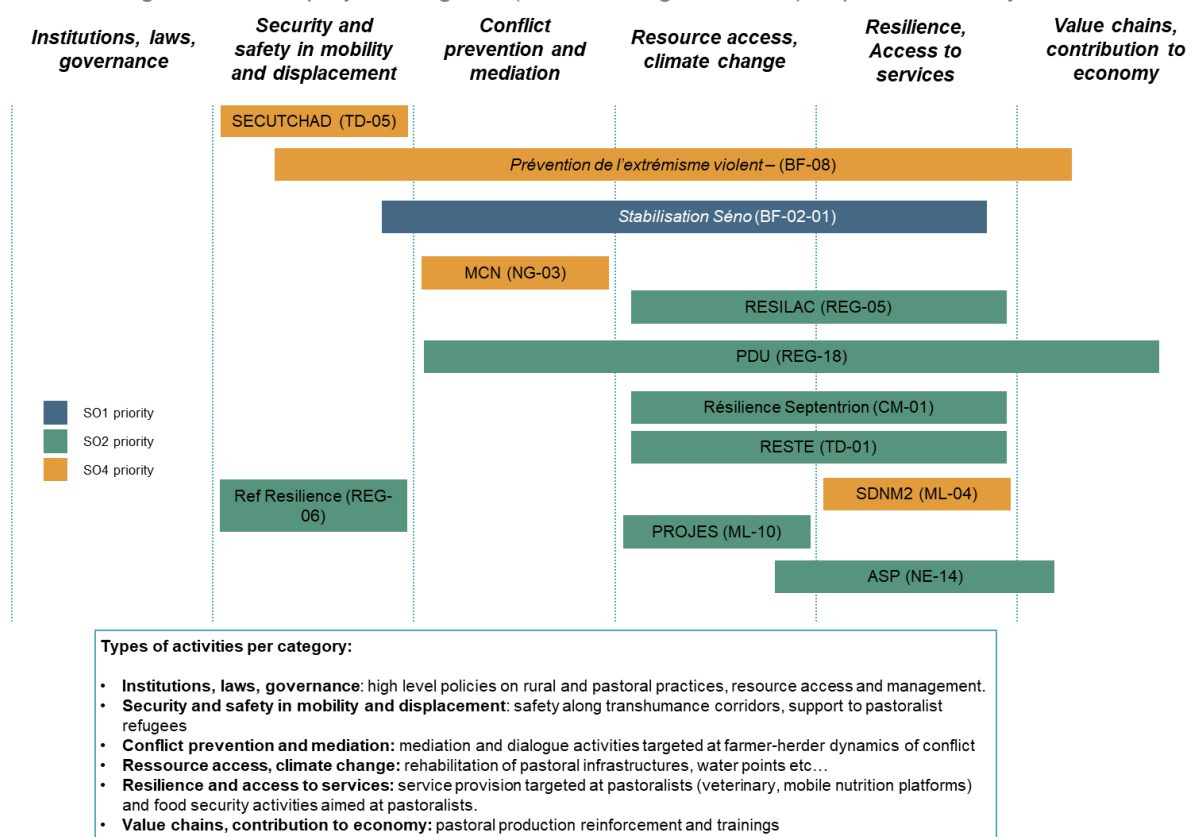 Institutions, laws,
governance
Security and
safety in mobility
and displacement
Conflict
prevention and
mediation
Resource access,
climate change
Resilience,
Access to
services
Value chains,
contribution to
economy
SECUTCHAD (TD-05)
Prévention de l'extrémisme violent – (BF-08)
Stabilisation Séno (BF-02-01)
MCN (NG-03)
RESILAC (REG-05)
PDU (REG-18)
Résilience Septentrion (CM-01)
RESTE (TD-01)
SO1 priority
SO2 priority
SO4 priority
Ref Resilience (REG-
06)
SDNM2 (ML-04)
PROJES (ML-10)
ASP (NE-14)
Types of activities per category:
• Institutions, laws, governance: high level policies on rural and pastoral practices, resource access and management.
• Security and safety in mobility and displacement: safety along transhumance corridors, support to pastoralist
refugees
• Conflict prevention and mediation: mediation and dialogue activities targeted at farmer-herder dynamics of conflict
• Ressource access, climate change: rehabilitation of pastoral infrastructures, water points etc…
• Resilience and access to services: service provision targeted at pastoralists (veterinary, mobile nutrition platforms)
and food security activities aimed at pastoralists.
• Value chains, contribution to economy: pastoral production reinforcement and trainings